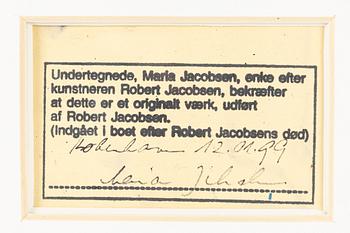 Undertegnede, Maria Jacobsen, enke efter
kunstneren Robert Jacobsen, bekræfter
at dette er et originalt værk, udført
af Robert Jacobsen.
(Indgået i boet efter Robert Jacobsens død)
København 12.01.99
Maria